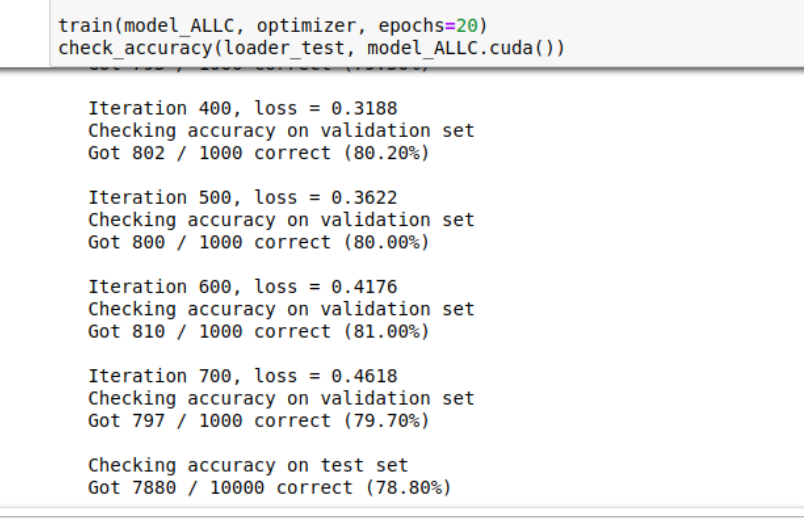 train(model_ALLC, optimizer, epochs=20)
check_accuracy(loader_test, model_ALLC.cuda())
Iteration 400, loss = 0.3188
Checking accuracy on validation set
Got 802 / 1000 correct (80.20%)
Iteration 500, loss = 0.3622
Checking accuracy on validation set
Got 800 / 1000 correct (80.00%)
Iteration 600, loss = 0.4176
Checking accuracy on validation set
Got 810 / 1000 correct (81.00%)
Iteration 700, loss = 0.4618
Checking accuracy on validation set
Got 797 / 1000 correct (79.70%)
Checking accuracy on test set
Got 7880 / 10000 correct (78.80%)